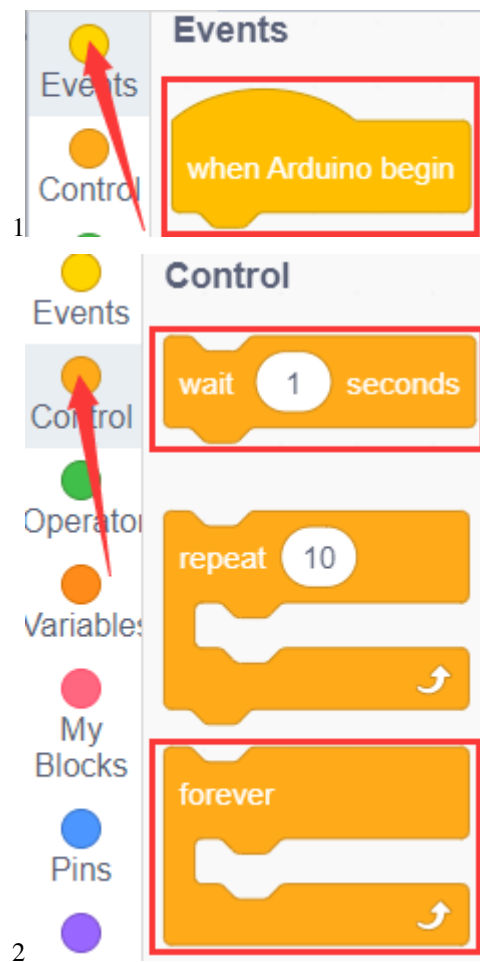 Events
Events
Control
when Arduino begin
1
Events
Control
Control
wait 1 seconds
Operator
repeat 10
Variables
My
Blocks
forever
Pins
2